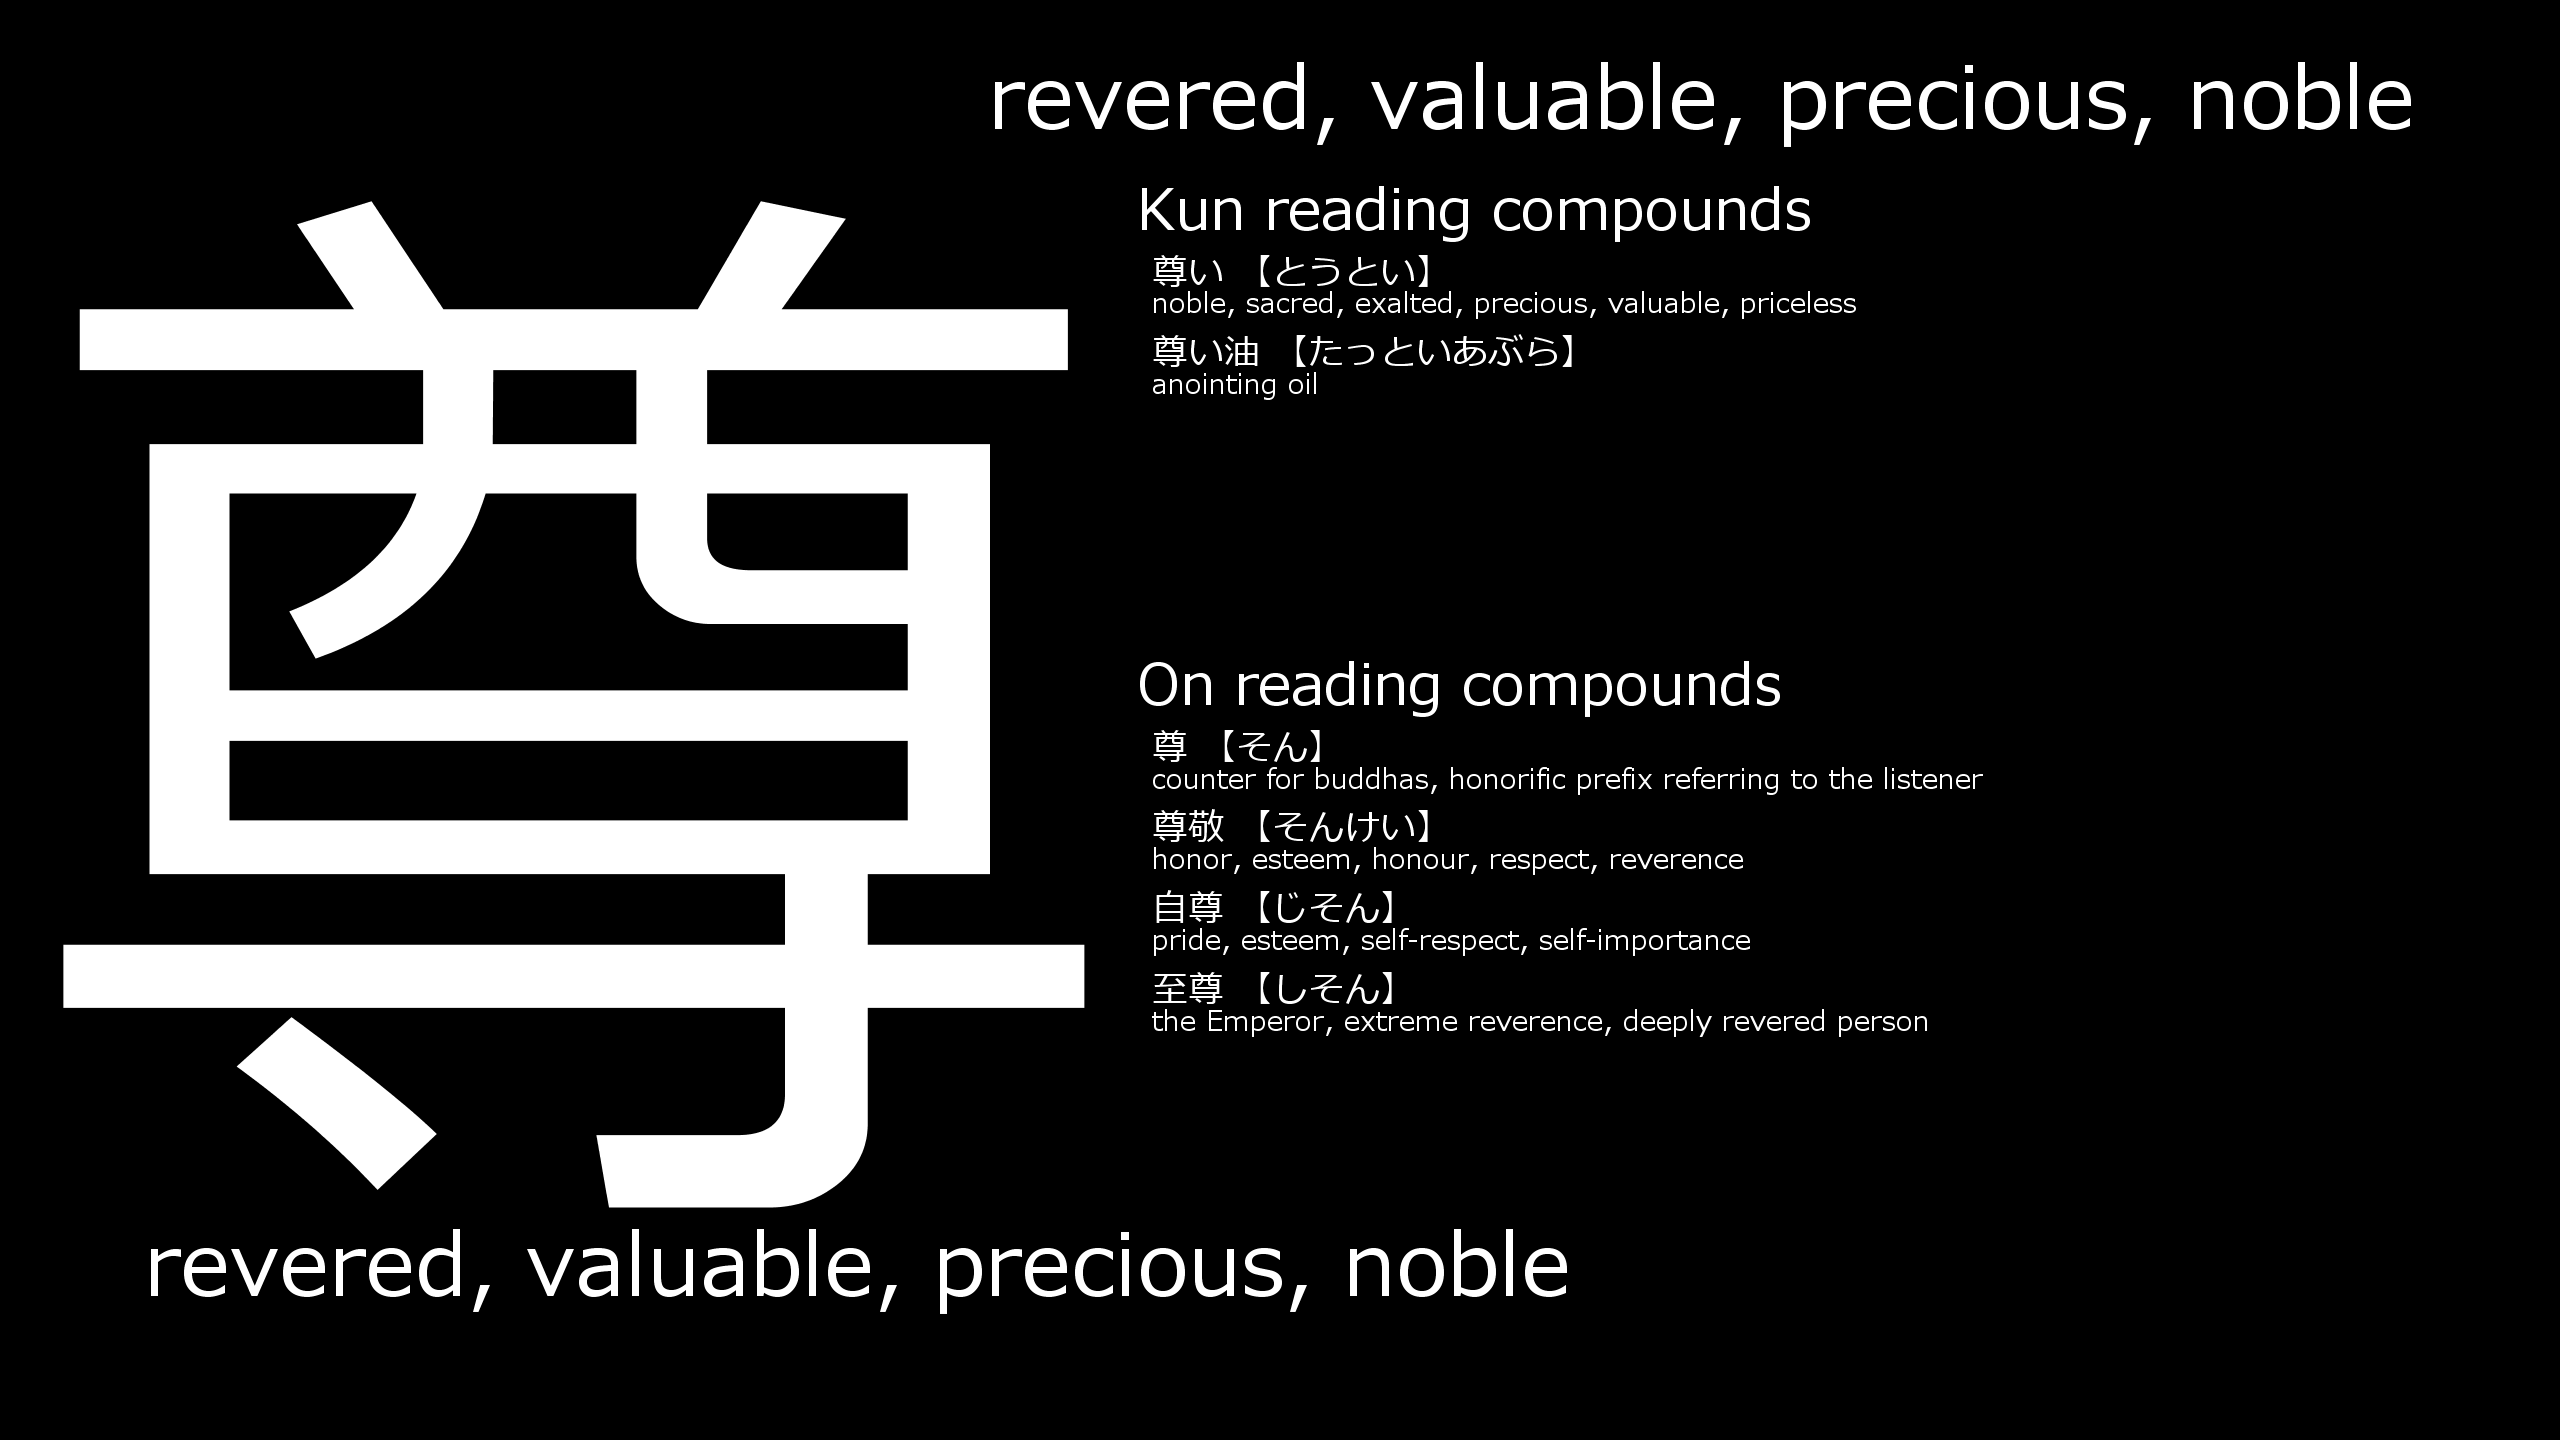 revered, valuable, precious, noble
尊
Kun reading compounds
尊い 【とうとい】
noble, sacred, exalted, precious, valuable, priceless
尊い油 【たっといあぶら】
anointing oil
On reading compounds
尊 【そん】
counter for buddhas, honorific prefix referring to the listener
尊敬 【そんけい】
honor, esteem, honour, respect, reverence
自尊 【じそん】
pride, esteem, self-respect, self-importance
至尊 【しそん】
the Emperor, extreme reverence, deeply revered person
revered, valuable, precious, noble